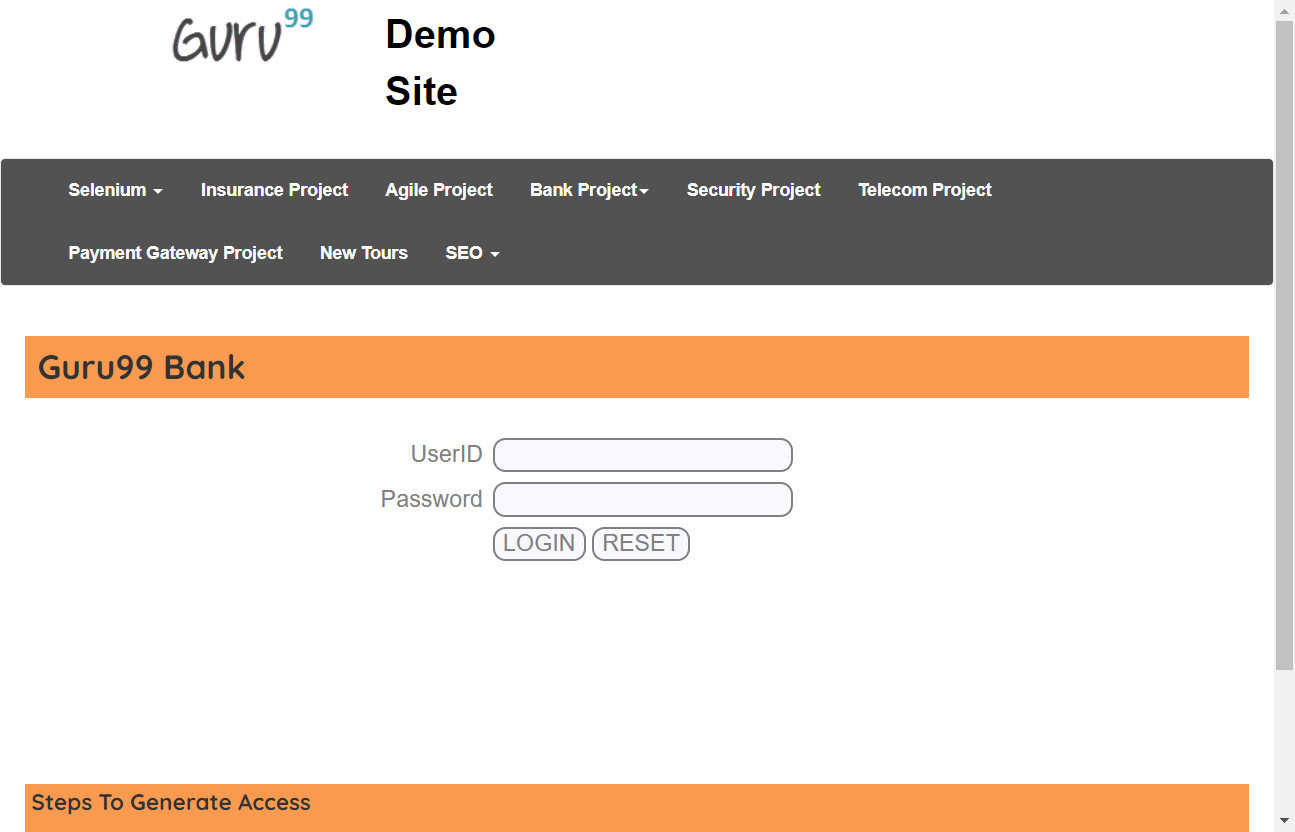 Guru99
Demo
Site
Selenium Insurance Project Agile Project Bank Project Security Project Telecom Project
Payment Gateway Project New Tours SEO
Guru99 Bank
UserID
Password
LOGIN RESET
Steps To Generate Access